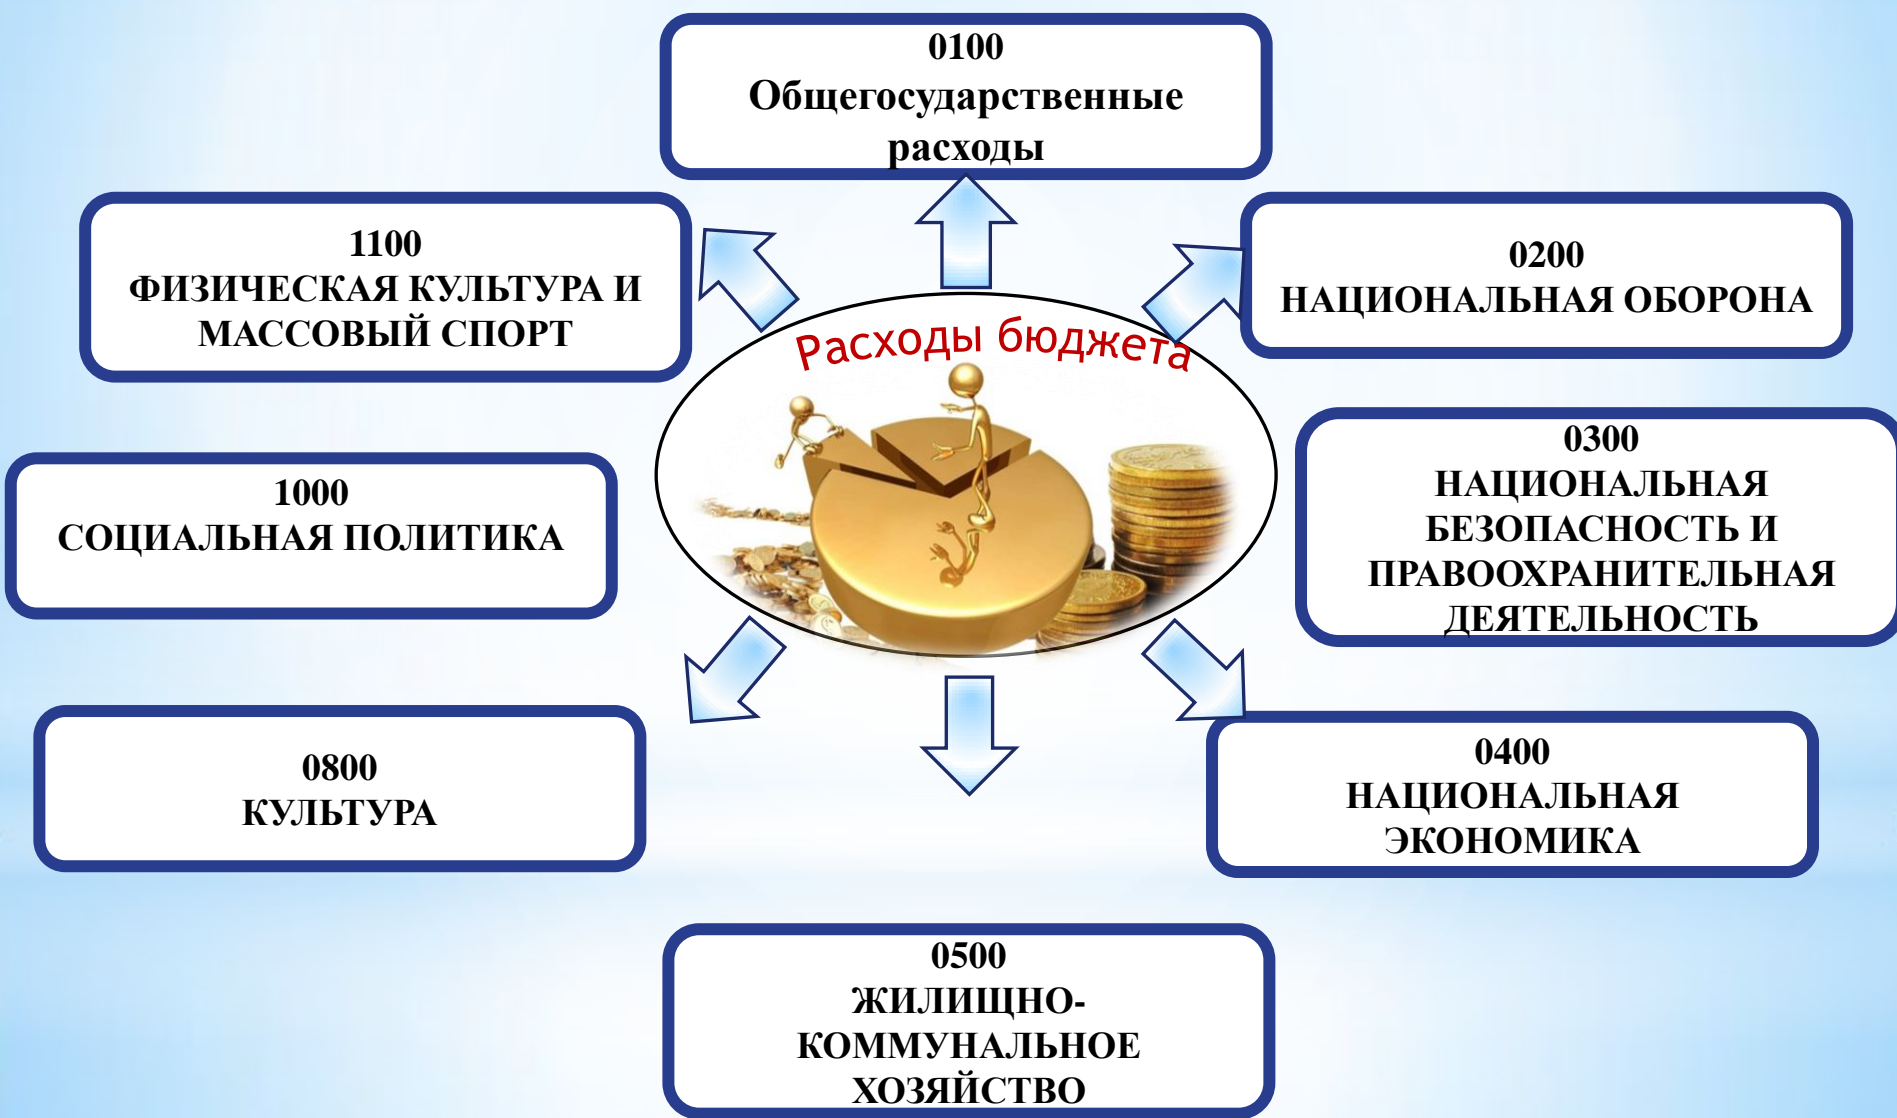 0100
Общегосударственные
расходы
1100
ФИЗИЧЕСКАЯ КУЛЬТУРА И
МАССОВЫЙ СПОРТ
0200
НАЦИОНАЛЬНАЯ ОБОРОНА
Расходы бюджета
1000
СОЦИАЛЬНАЯ ПОЛИТИКА
0300
НАЦИОНАЛЬНАЯ
БЕЗОПАСНОСТЬ И
ПРАВООХРАНИТЕЛЬНАЯ
ДЕЯТЕЛЬНОСТЬ
0800
КУЛЬТУРА
0400
НАЦИОНАЛЬНАЯ
ЭКОНОМИКА
0500
ЖИЛИЩНО-
КОММУНАЛЬНОЕ
ХОЗЯЙСТВО